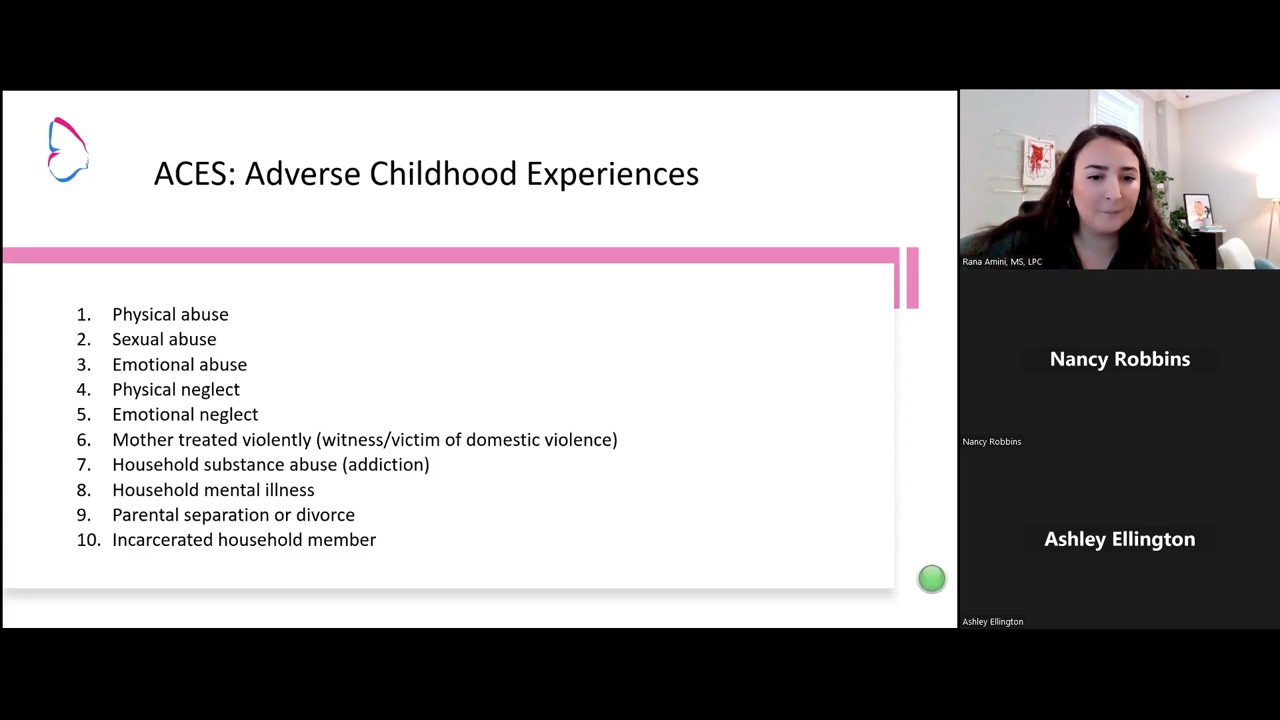 ACES: Adverse Childhood Experiences
1. Physical abuse
2. Sexual abuse
3. Emotional abuse
4. Physical neglect
5. Emotional neglect
6. Mother treated violently (witness/victim of domestic violence)
7. Household substance abuse (addiction)
8. Household mental illness
9. Parental separation or divorce
10. Incarcerated household member
Rana Amini, MS, LPC
Nancy Robbins
Nancy Robbins
Ashley Ellington
Ashley Ellington